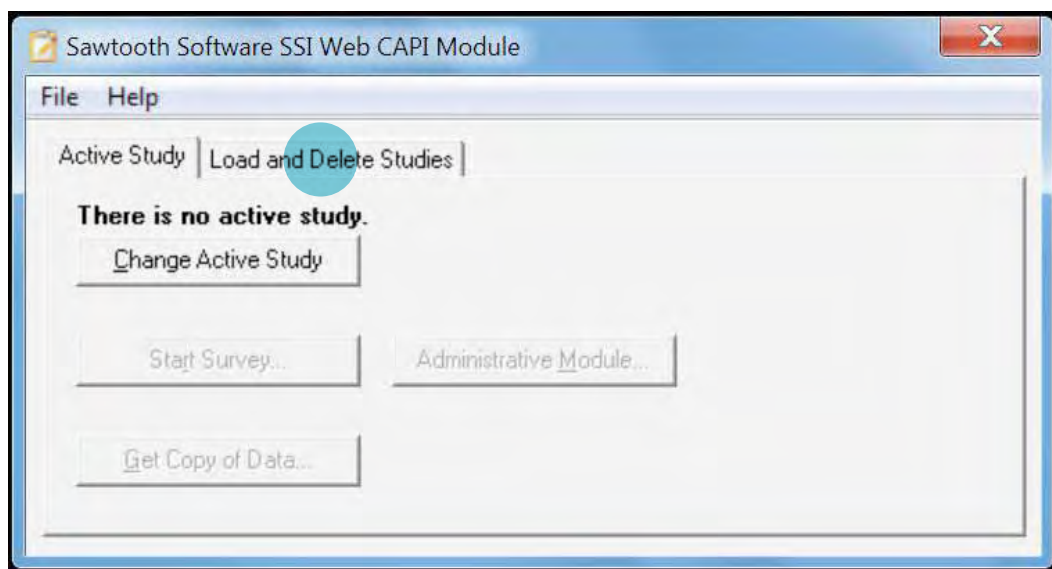 Sawtooth Software SSI Web CAPI Module
File Help
Active Study Load and Delete Studies
There is no active study.
Change Active Study
Start Survey... Administrative Module...
Get Copy of Data...